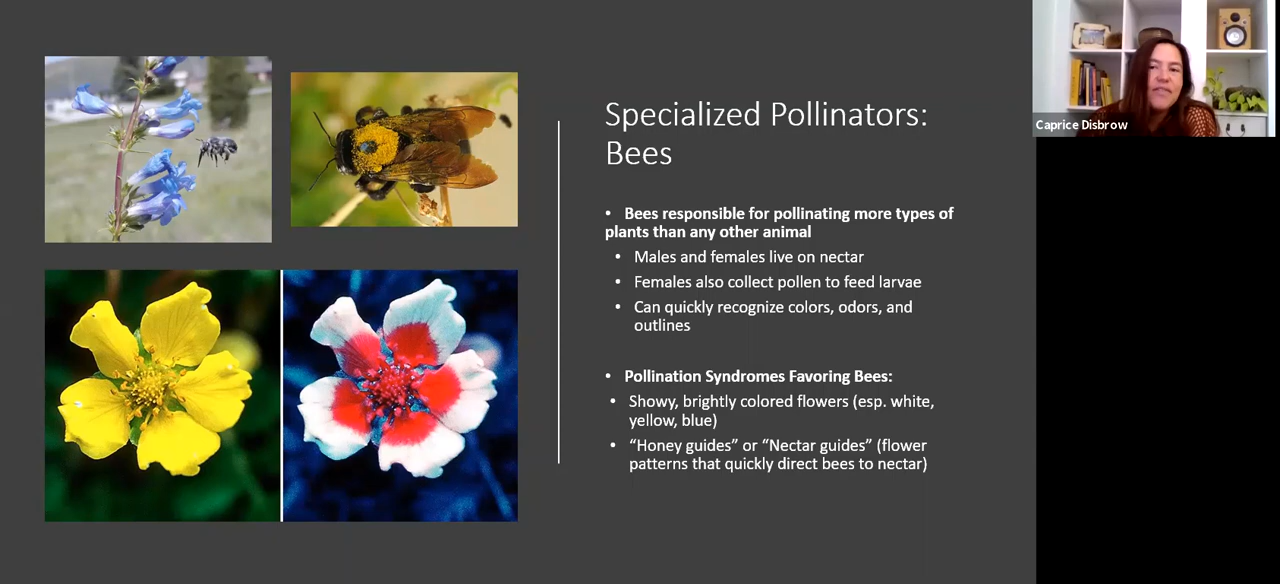 Specialized Pollinators:
Bees
• Bees responsible for pollinating more types of
plants than any other animal
• Males and females live on nectar
• Females also collect pollen to feed larvae
• Can quickly recognize colors, odors, and
outlines
• Pollination Syndromes Favoring Bees:
• Showy, brightly colored flowers (esp. white,
yellow, blue)
• “Honey guides” or “Nectar guides” (flower
patterns that quickly direct bees to nectar)
Caprice Disbrow